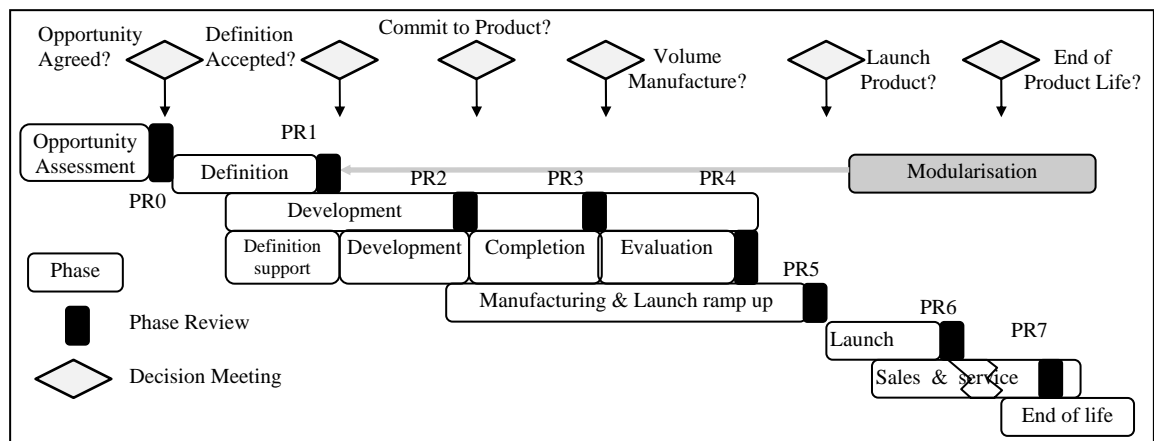 Opportunity
Agreed?
Definition
Accepted?
Commit to Product?
Volume
Manufacture?
Launch
Product?
End of
Product Life?
Opportunity
Assessment
PR0
PR1
Definition
Modularisation
PR2
PR3
PR4
Development
Definition
support
Development
Completion
Evaluation
PR5
Manufacturing & Launch ramp up
PR6
Launch
PR7
Sales & service
End of life
Phase
Phase Review
Decision Meeting